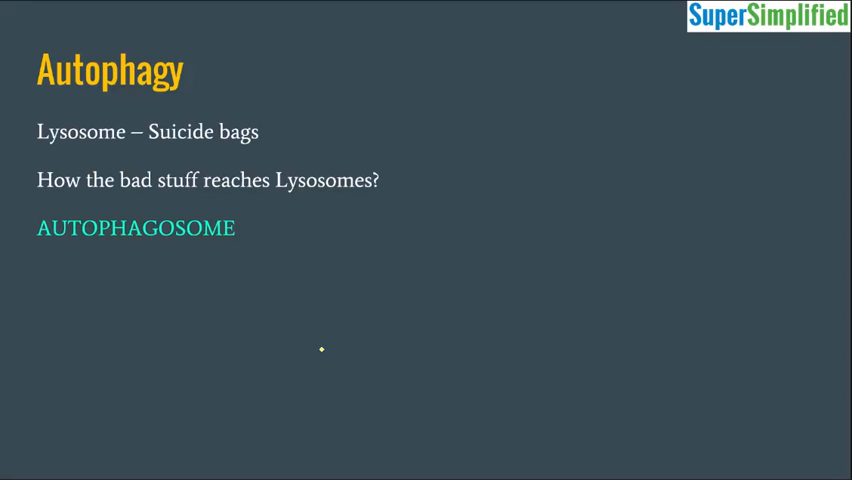 SuperSimplified
Autophagy
Lysosome – Suicide bags
How the bad stuff reaches Lysosomes?
AUTOPHAGOSOME